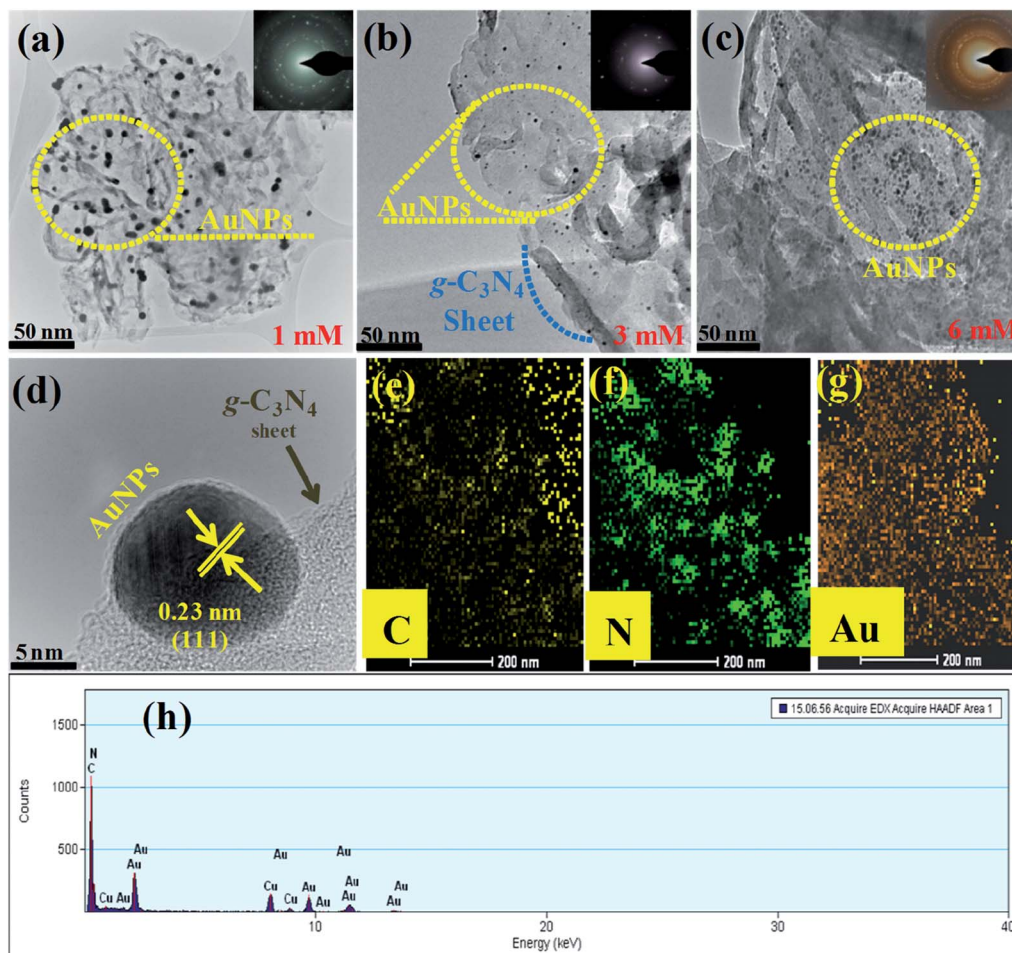 (a)
AuNPs
50 nm
1 mM
(b)
AuNPs
g-C₃N₄
Sheet
50 nm
3 mM
(c)
AuNPs
50 nm
6 mM
(d)
g-C₃N₄
sheet
AuNPs
0.23 nm
(111)
5 nm
(e)
C
200 nm
(f)
N
200 nm
(g)
Au
200 nm
(h)
15.06.56 Acquire EDX Acquire HAADF Area 1
1500
1000
500
Counts
N
C
Cu
Au
Au
Au
Au
Cu
Cu
Au
Au
Au
Au
Au
Au
Au
10
20
30
40
Energy (keV)